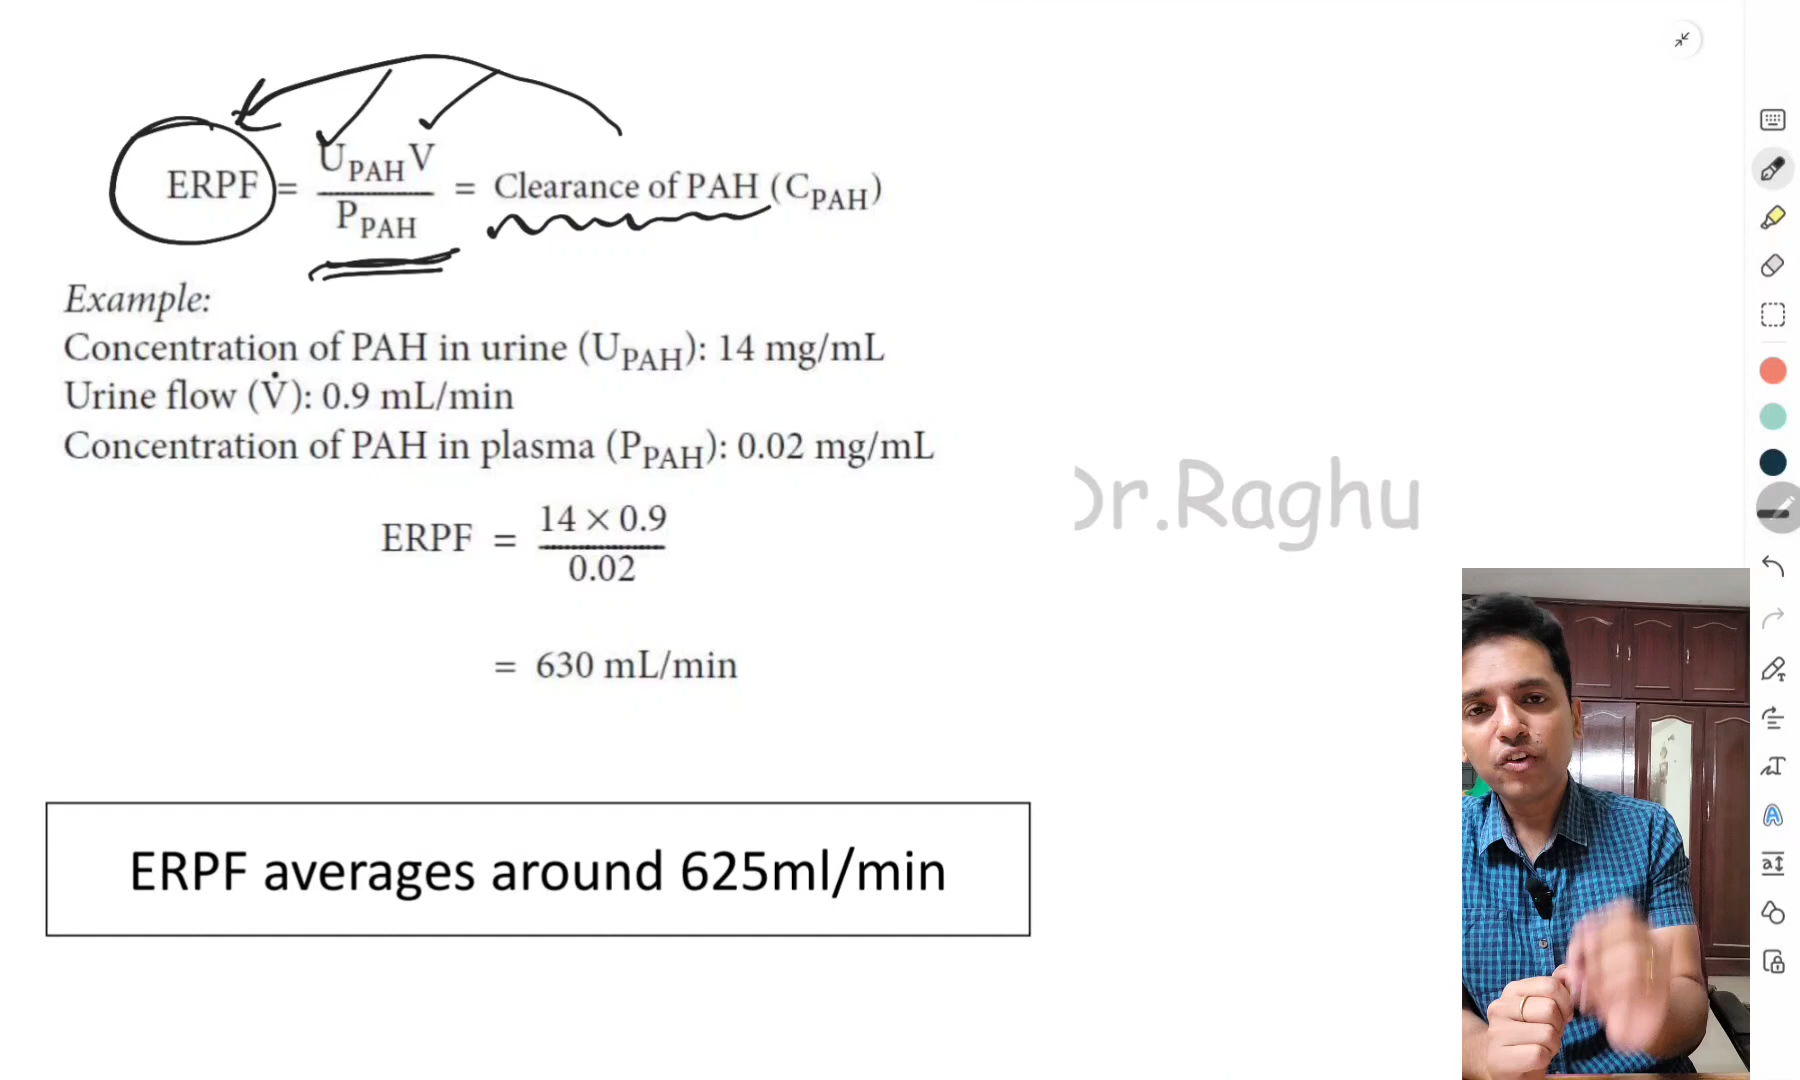 ERPF = U_PAH V / P_PAH = Clearance of PAH (C_PAH)
Example:
Concentration of PAH in urine (U_PAH): 14 mg/mL
Urine flow (V̇): 0.9 mL/min
Concentration of PAH in plasma (P_PAH): 0.02 mg/mL
ERPF = 14 × 0.9 / 0.02
= 630 mL/min
Dr.Raghu
ERPF averages around 625ml/min